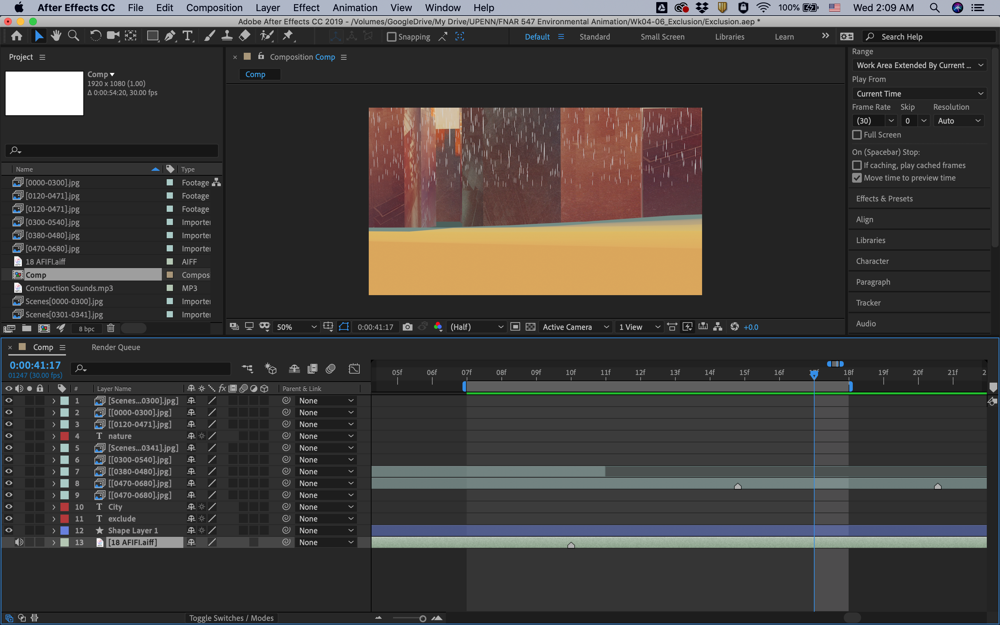 After Effects CC File Edit Composition Layer Effect Animation View Window Help 100% Wed 2:09 AM
Adobe After Effects CC 2019 - /Volumes/GoogleDrive/My Drive/UPENN/FNAR 547 Environmental Animation/Wk04-06_Exclusion/Exclusion.aep *
Snapping Default Standard Small Screen Libraries Learn Search Help
Project
Comp
1920 x 1080 (1.00)
Δ 0:00:54:20, 30.00 fps
Name Type
[0000-0300].jpg Footage
[0120-0471].jpg Footage
[0120-0471].jpg Footage
[0300-0540].jpg Importer
[0380-0480].jpg Importer
[0470-0680].jpg Importer
18 AFIFI.aiff AIFF
Comp Compos
Construction Sounds.mp3 MP3
Scenes[0000-0300].jpg Importer
Scenes[0301-0341].jpg Importer
8 bpc
Composition Comp
Comp
50% 0:00:41:17 (Half) Active Camera 1 View +0.0
Range
Work Area Extended By Current ...
Play From
Current Time
Frame Rate Skip Resolution
(30) 0 Auto
Full Screen
On (Spacebar) Stop:
If caching, play cached frames
Move time to preview time
Effects & Presets
Align
Libraries
Character
Paragraph
Tracker
Audio
Comp Render Queue
0:00:41:17
01247 (30.00 fps)
05f 06f 07f 08f 09f 10f 11f 12f 13f 14f 15f 16f 17f 18f 19f 20f 21f 2
# Layer Name fx Parent & Link
1 [Scenes...0300].jpg] None
2 [[0000-0300].jpg] None
3 [[0120-0471].jpg] None
4 T nature None
5 [Scenes...0341].jpg] None
6 [[0300-0540].jpg] None
7 [[0380-0480].jpg] None
8 [[0470-0680].jpg] None
9 [[0470-0680].jpg] None
10 T City None
11 T exclude None
12 Shape Layer 1 None
13 [18 AFIFI.aiff] None
Toggle Switches / Modes